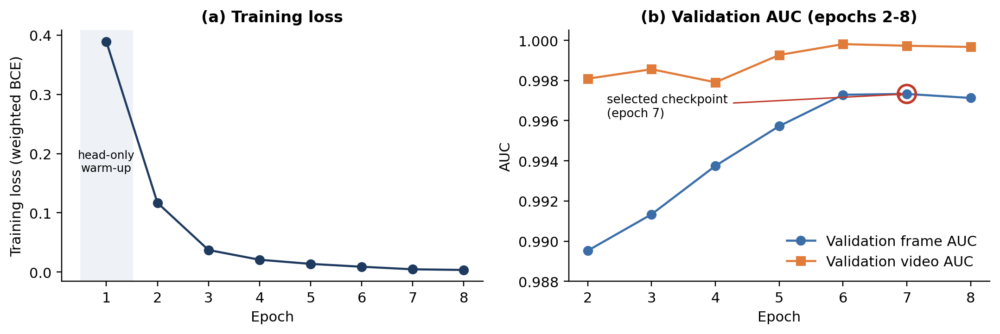 (a) Training loss
Training loss (weighted BCE)
0.4
0.3
0.2
0.1
0.0
head-only
warm-up
1 2 3 4 5 6 7 8
Epoch
(b) Validation AUC (epochs 2-8)
AUC
1.000
0.998
0.996
0.994
0.992
0.990
0.988
selected checkpoint
(epoch 7)
Validation frame AUC
Validation video AUC
2 3 4 5 6 7 8
Epoch